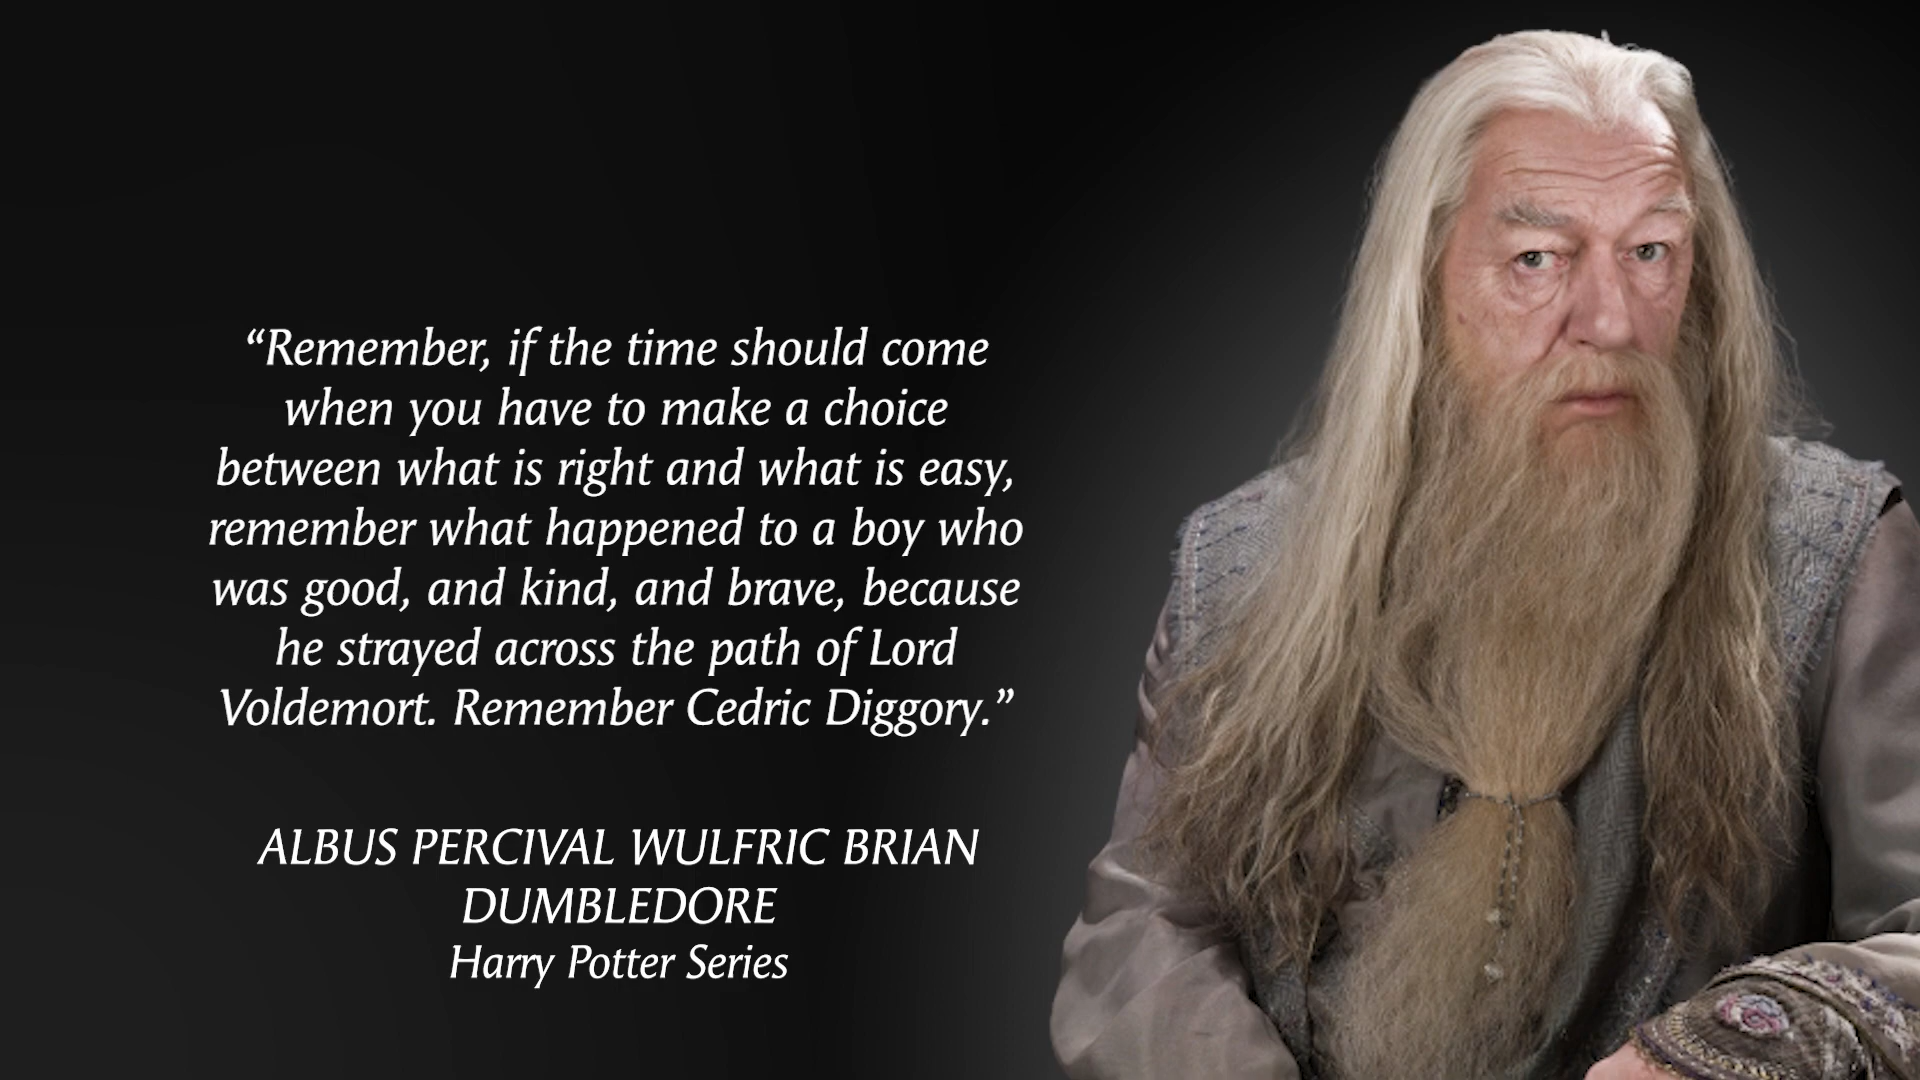 “Remember, if the time should come
when you have to make a choice
between what is right and what is easy,
remember what happened to a boy who
was good, and kind, and brave, because
he strayed across the path of Lord
Voldemort. Remember Cedric Diggory.”
ALBUS PERCIVAL WULFRIC BRIAN
DUMBLEDORE
Harry Potter Series